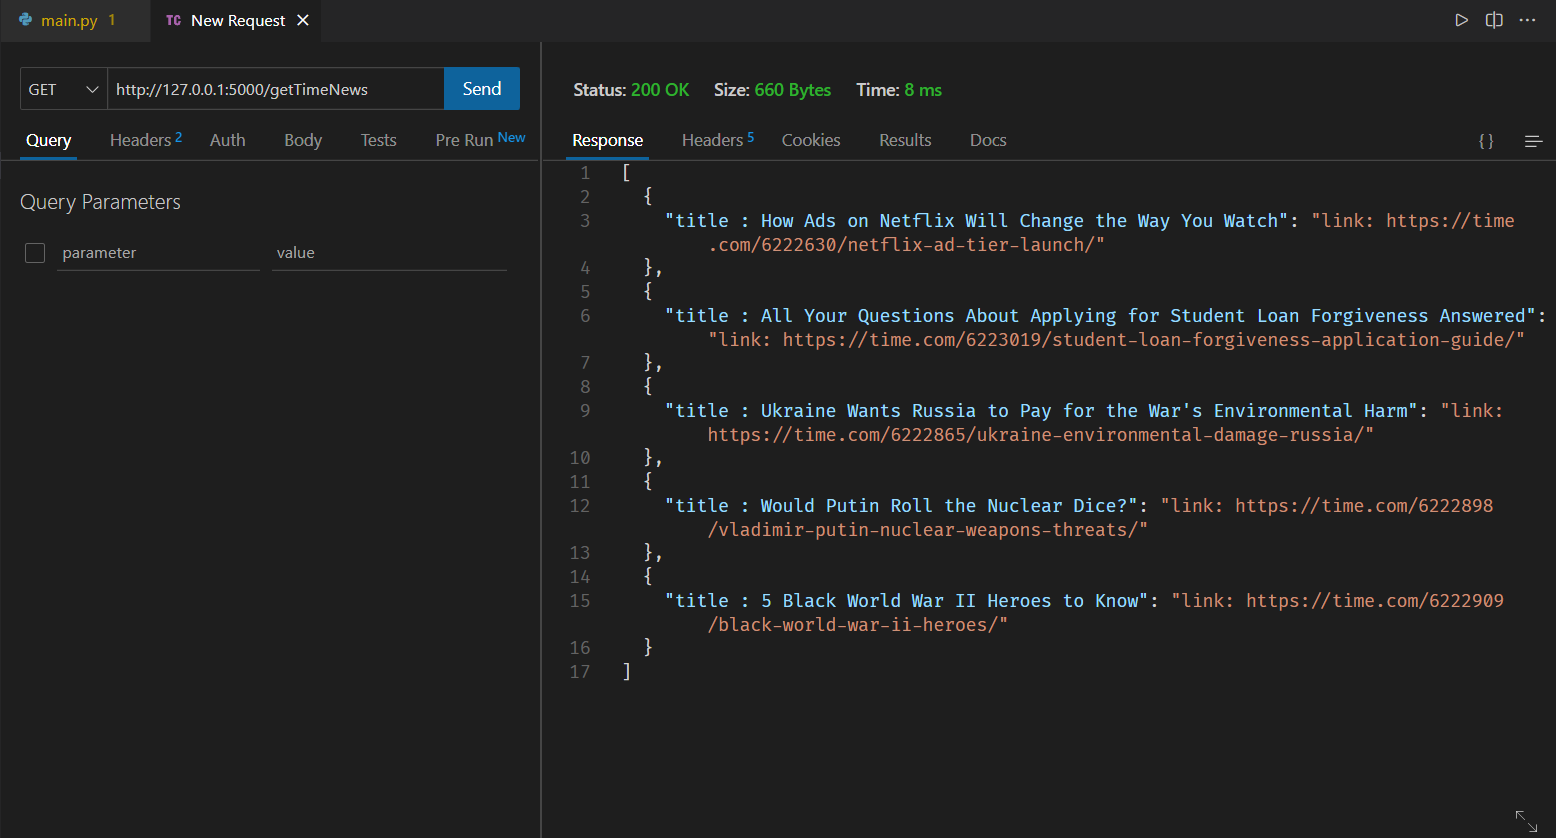 main.py 1
TC New Request
GET http://127.0.0.1:5000/getTimeNews Send
Query Headers 2 Auth Body Tests Pre Run New
Query Parameters
parameter value
Status: 200 OK Size: 660 Bytes Time: 8 ms
Response Headers 5 Cookies Results Docs { }
1 [
2 {
3 "title : How Ads on Netflix Will Change the Way You Watch": "link: https://time
.com/6222630/netflix-ad-tier-launch/"
4 },
5 {
6 "title : All Your Questions About Applying for Student Loan Forgiveness Answered":
"link: https://time.com/6223019/student-loan-forgiveness-application-guide/"
7 },
8 {
9 "title : Ukraine Wants Russia to Pay for the War's Environmental Harm": "link:
https://time.com/6222865/ukraine-environmental-damage-russia/"
10 },
11 {
12 "title : Would Putin Roll the Nuclear Dice?": "link: https://time.com/6222898
/vladimir-putin-nuclear-weapons-threats/"
13 },
14 {
15 "title : 5 Black World War II Heroes to Know": "link: https://time.com/6222909
/black-world-war-ii-heroes/"
16 }
17 ]